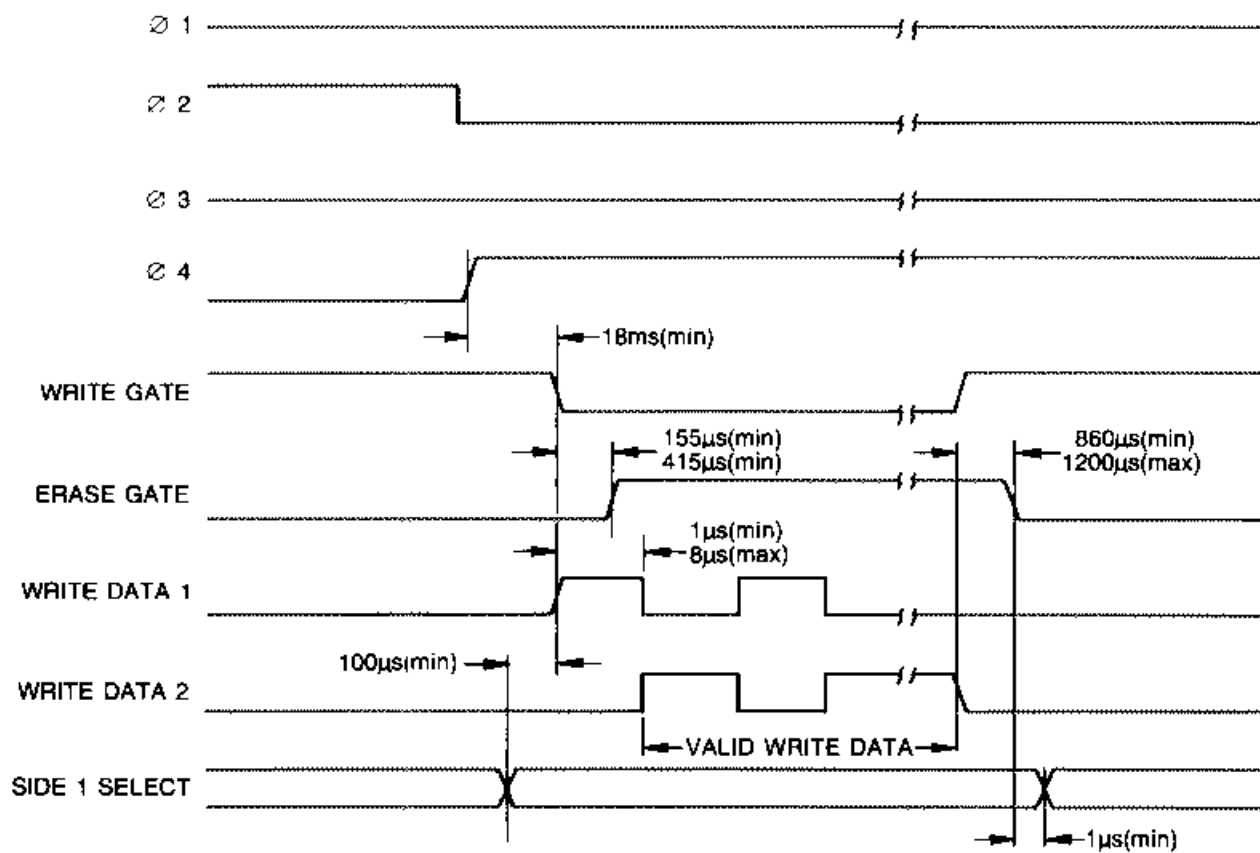 ∅ 1
∅ 2
∅ 3
∅ 4
18ms(min)
WRITE GATE
155µs(min)
415µs(min)
860µs(min)
1200µs(max)
ERASE GATE
1µs(min)
8µs(max)
WRITE DATA 1
100µs(min)
WRITE DATA 2
VALID WRITE DATA
SIDE 1 SELECT
1µs(min)